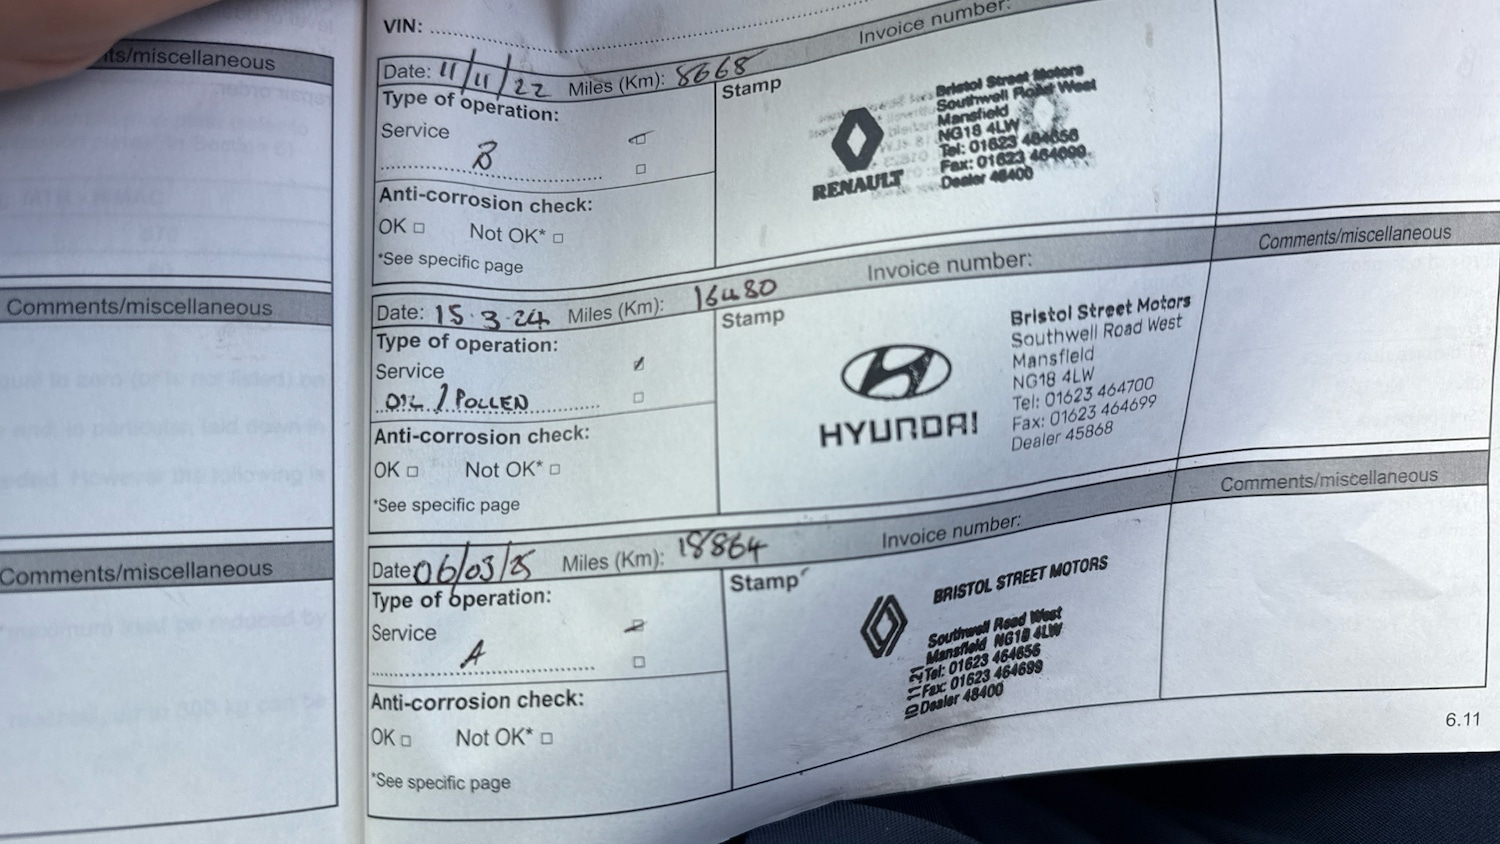 ts/miscellaneous
Comments/miscellaneous
Comments/miscellaneous
VIN:
Invoice number:
Date: 11/11/22 Miles (Km): 8668
Type of operation:
Service
B
Anti-corrosion check:
OK Not OK*
*See specific page
Stamp
RENAULT
Bristol Street Motors
Southwell Road West
Mansfield
NG18 4LW
Tel: 01623 464656
Fax: 01623 464699
Dealer 48400
Invoice number:
Comments/miscellaneous
Date: 15.3.24 Miles (Km): 16480
Type of operation:
Service
OIL / POLLEN
Anti-corrosion check:
OK Not OK*
*See specific page
Stamp
HYUNDAI
Bristol Street Motors
Southwell Road West
Mansfield
NG18 4LW
Tel: 01623 464700
Fax: 01623 464699
Dealer 45868
Invoice number:
Comments/miscellaneous
Date: 06/03/25 Miles (Km): 18864
Type of operation:
Service
A
Anti-corrosion check:
OK Not OK*
*See specific page
Stamp
BRISTOL STREET MOTORS
Southwell Road West
Mansfield NG18 4LW
Tel: 01623 464656
Fax: 01623 464699
Dealer 48400
6.11